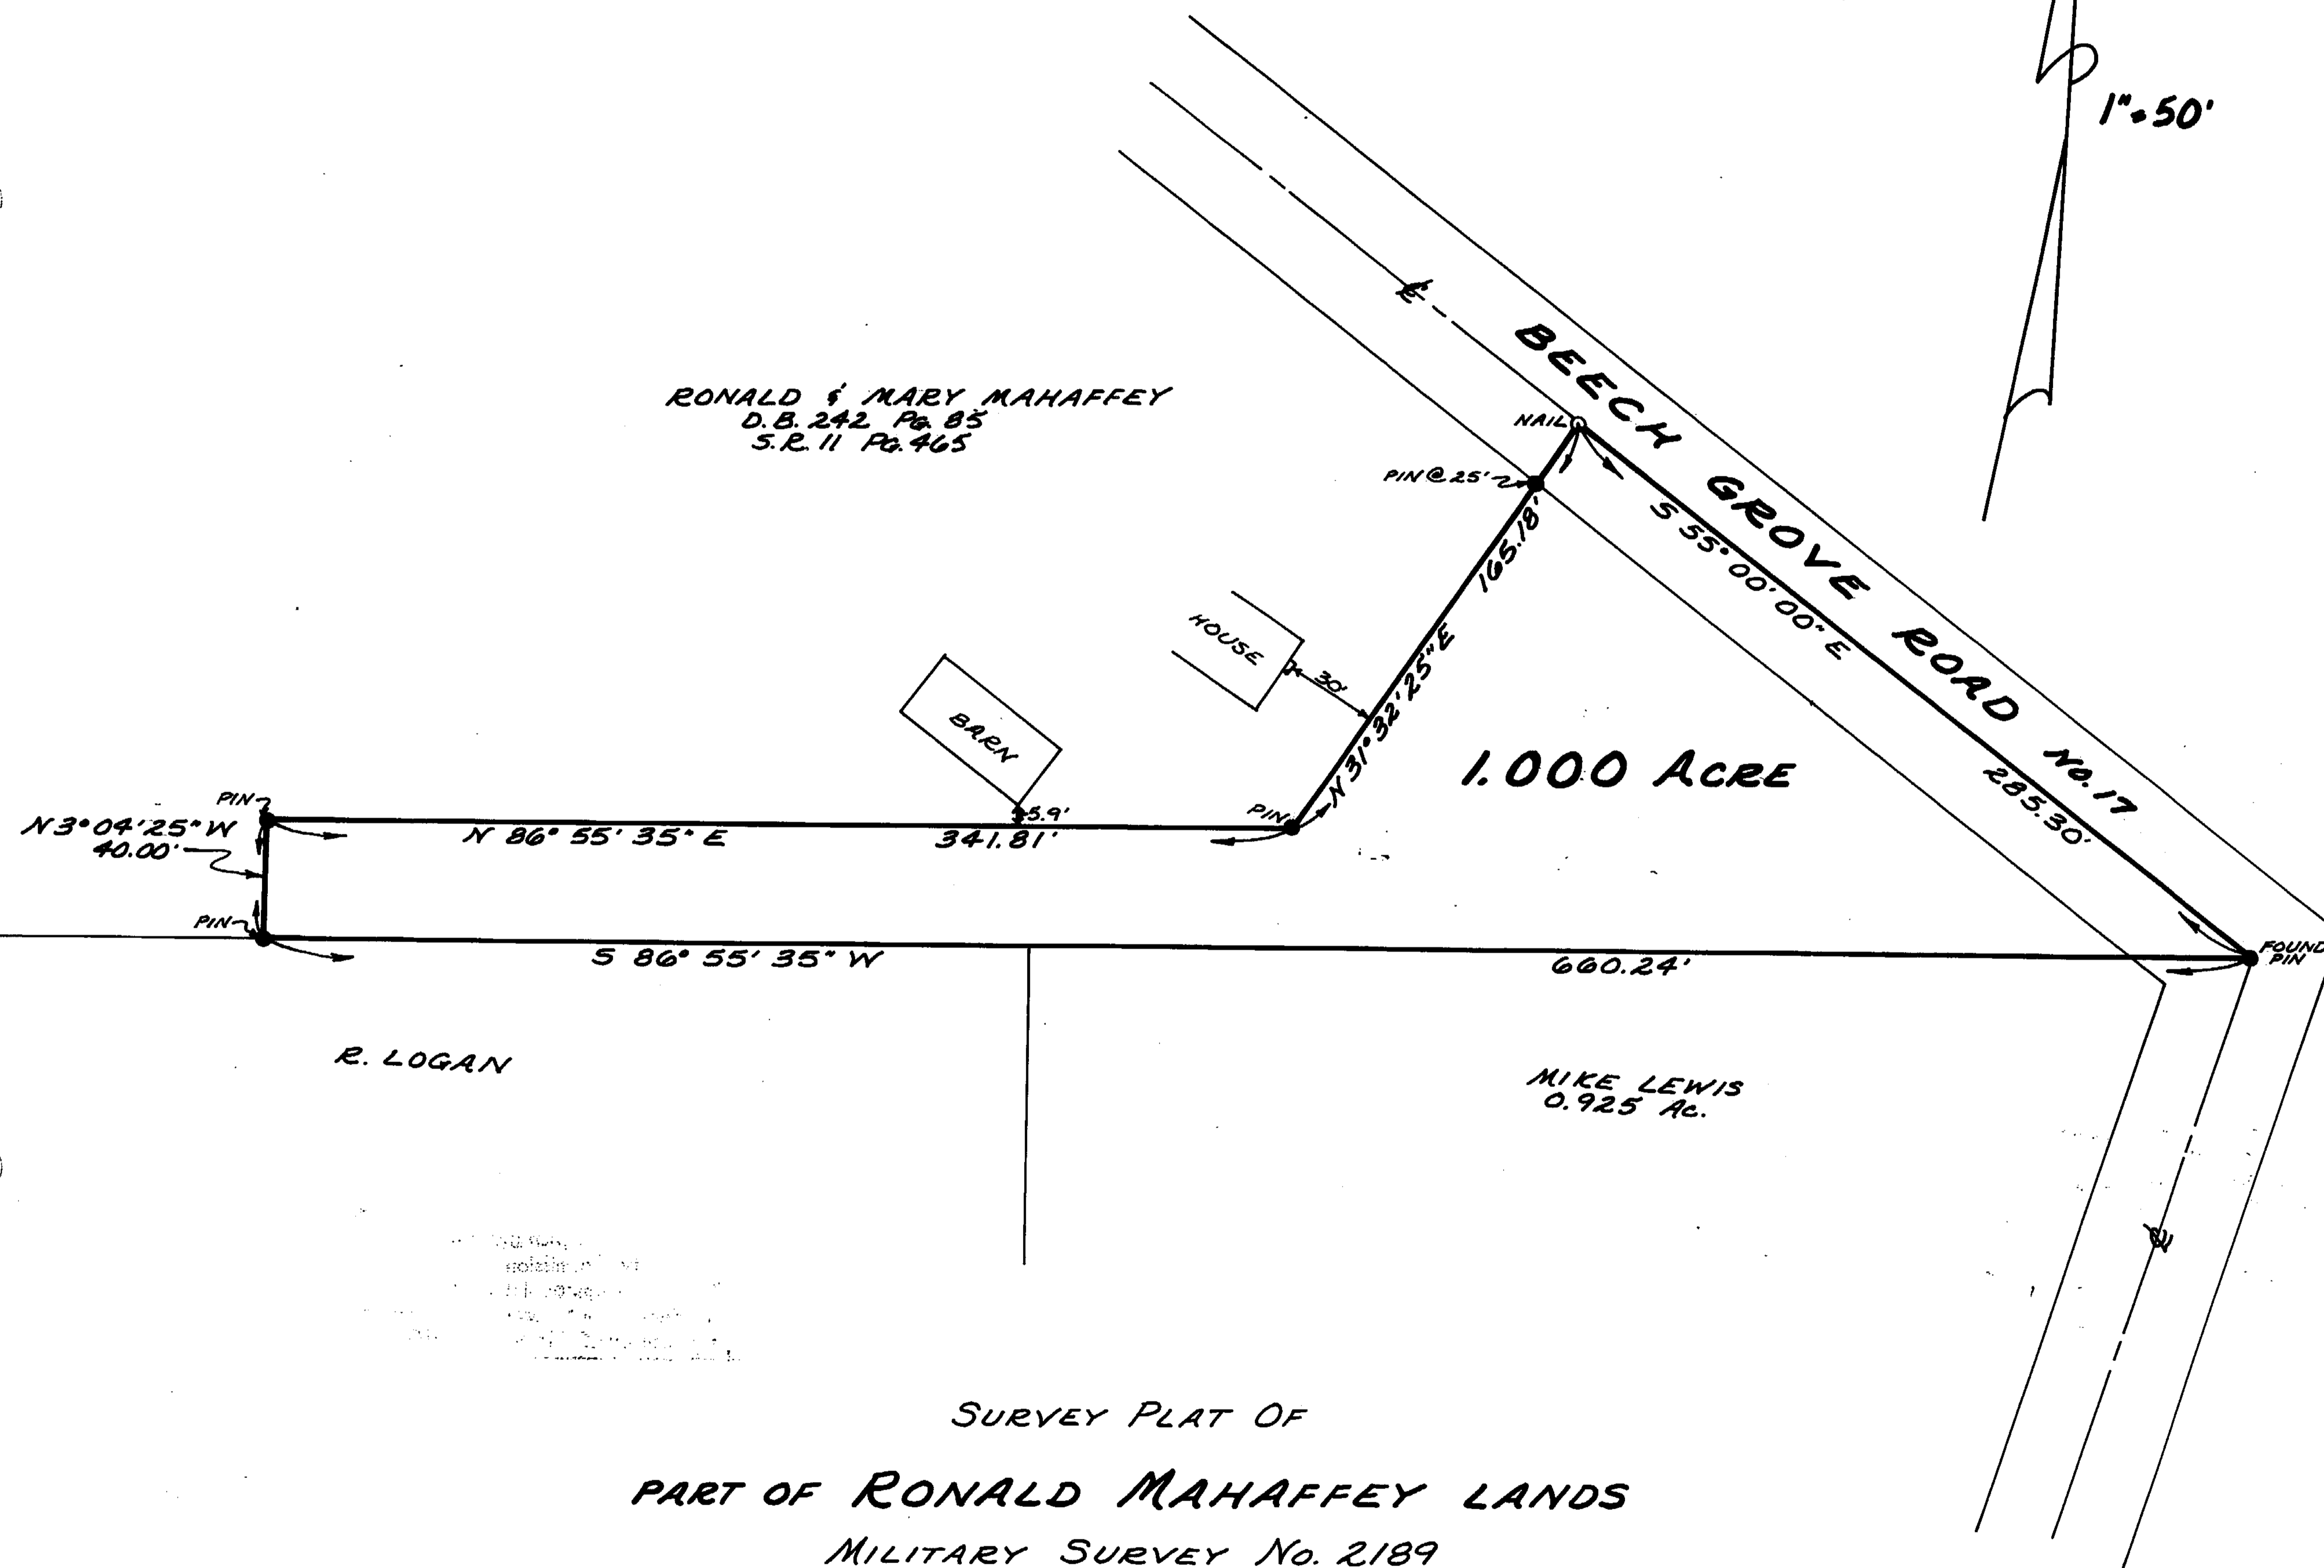 1"=50'
RONALD & MARY MAHAFFEY
D.B. 242 PG. 85
S.R. 11 PG. 465
NAIL
PIN @ 25'
BEECH GROVE ROAD NO. 17
S 55° 00' 00" E
285.30'
165.18'
N 31° 32' 25" E
HOUSE
30'
BARN
5.9'
1.000 ACRE
PIN
N 3° 04' 25" W
40.00'
N 86° 55' 35" E
341.81'
PIN
PIN
S 86° 55' 35" W
660.24'
FOUND
PIN
R. LOGAN
MIKE LEWIS
0.925 AC.
SURVEY PLAT OF
PART OF RONALD MAHAFFEY LANDS
MILITARY SURVEY NO. 2189